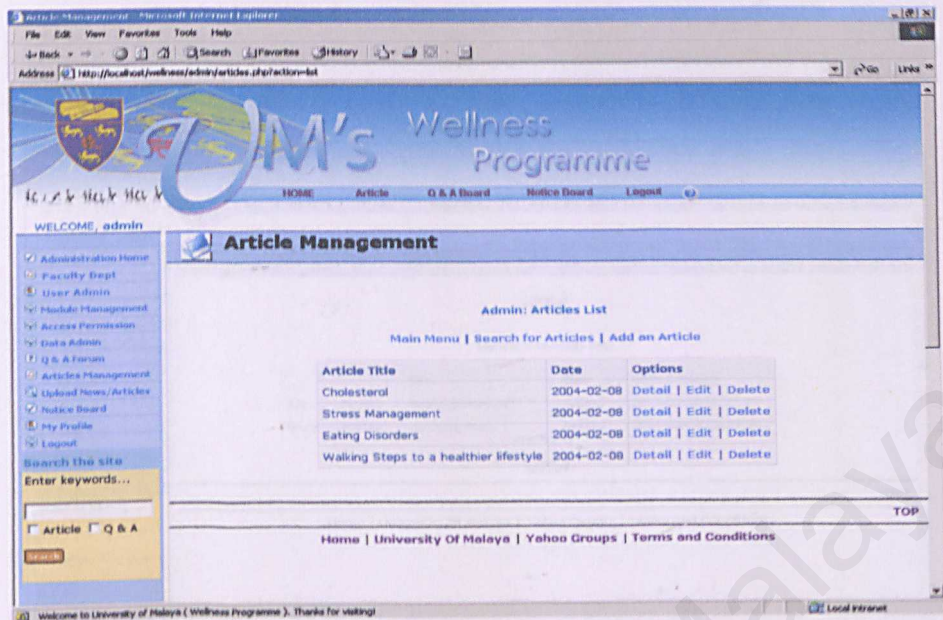 Article Management - Microsoft Internet Explorer
File Edit View Favorites Tools Help
Back Search Favorites History
Address http://localhost/wellness/admin/articles.php?action=list Go Links »
UM's Wellness Programme
HOME Article Q & A Board Notice Board Logout
WELCOME, admin
Article Management
Administration Home
Faculty Dept
User Admin
Module Management
Access Permission
Data Admin
Q & A Forum
Articles Management
Upload News/Articles
Notice Board
My Profile
Logout
Search the site
Enter keywords...
Article Q & A
Search
Admin: Articles List
Main Menu | Search for Articles | Add an Article
Article Title Date Options
Cholesterol 2004-02-08 Detail | Edit | Delete
Stress Management 2004-02-08 Detail | Edit | Delete
Eating Disorders 2004-02-08 Detail | Edit | Delete
Walking Steps to a healthier lifestyle 2004-02-08 Detail | Edit | Delete
TOP
Home | University Of Malaya | Yahoo Groups | Terms and Conditions
Welcome to University of Malaya ( Wellness Programme ). Thanks for visiting! Local intranet
Malaya